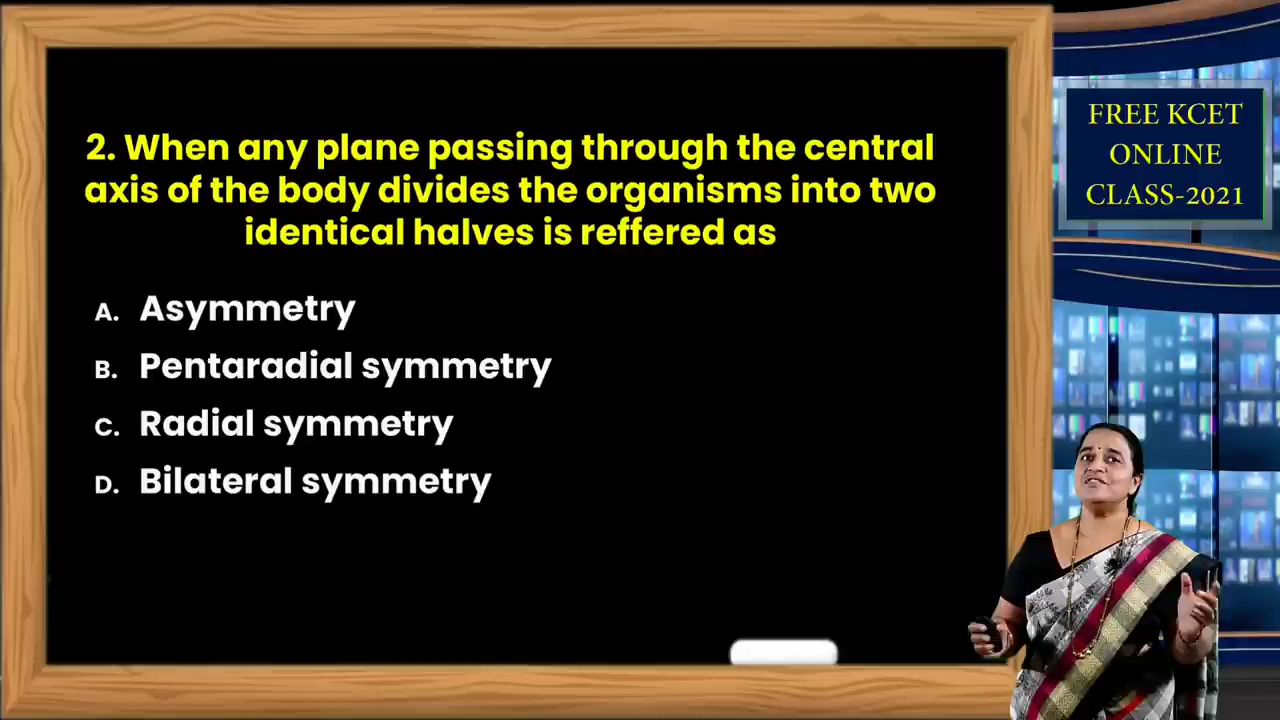 2. When any plane passing through the central
axis of the body divides the organisms into two
identical halves is reffered as
A. Asymmetry
B. Pentaradial symmetry
C. Radial symmetry
D. Bilateral symmetry
FREE KCET
ONLINE
CLASS-2021